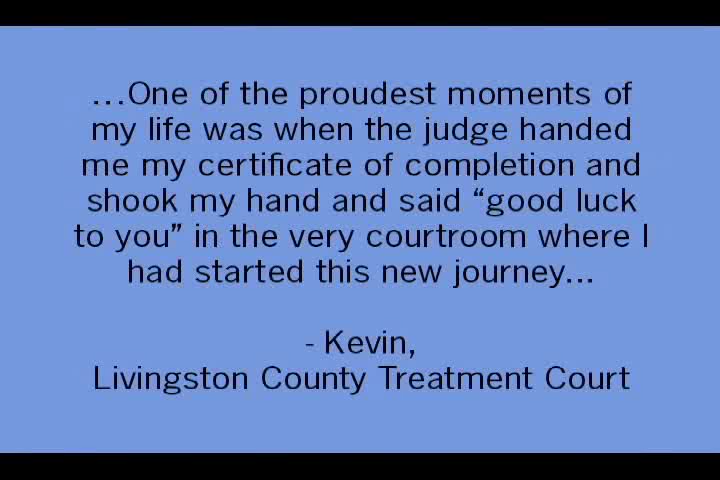 ...One of the proudest moments of
my life was when the judge handed
me my certificate of completion and
shook my hand and said “good luck
to you” in the very courtroom where I
had started this new journey...
- Kevin,
Livingston County Treatment Court